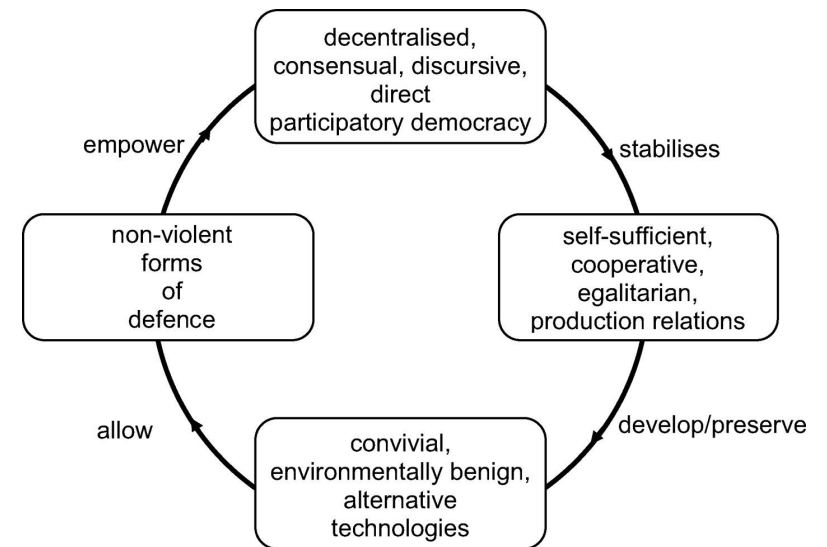 decentralised,
consensual, discursive,
direct
participatory democracy
empower
stabilises
non-violent
forms
of
defence
self-sufficient,
cooperative,
egalitarian,
production relations
allow
develop/preserve
convivial,
environmentally benign,
alternative
technologies